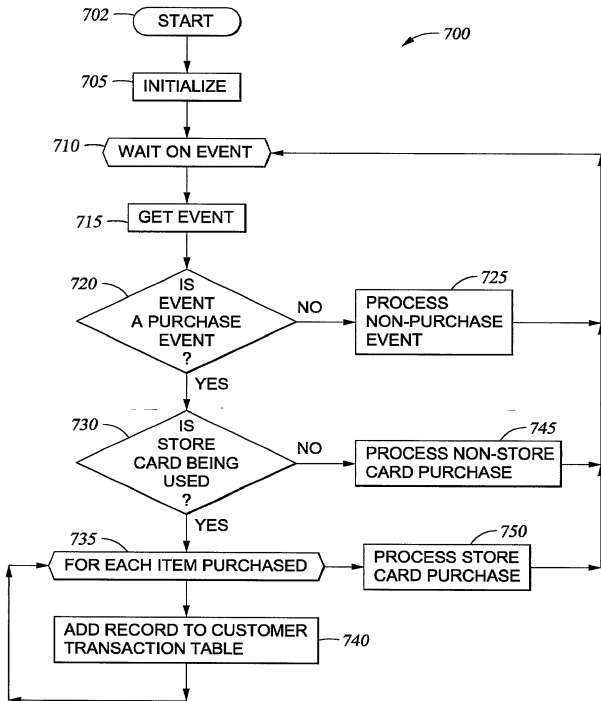 702
START
700
705
INITIALIZE
710
WAIT ON EVENT
715
GET EVENT
720
IS
EVENT
A PURCHASE
EVENT
?
NO
725
PROCESS
NON-PURCHASE
EVENT
YES
730
IS
STORE
CARD BEING
USED
?
NO
745
PROCESS NON-STORE
CARD PURCHASE
YES
735
FOR EACH ITEM PURCHASED
750
PROCESS STORE
CARD PURCHASE
ADD RECORD TO CUSTOMER
TRANSACTION TABLE
740